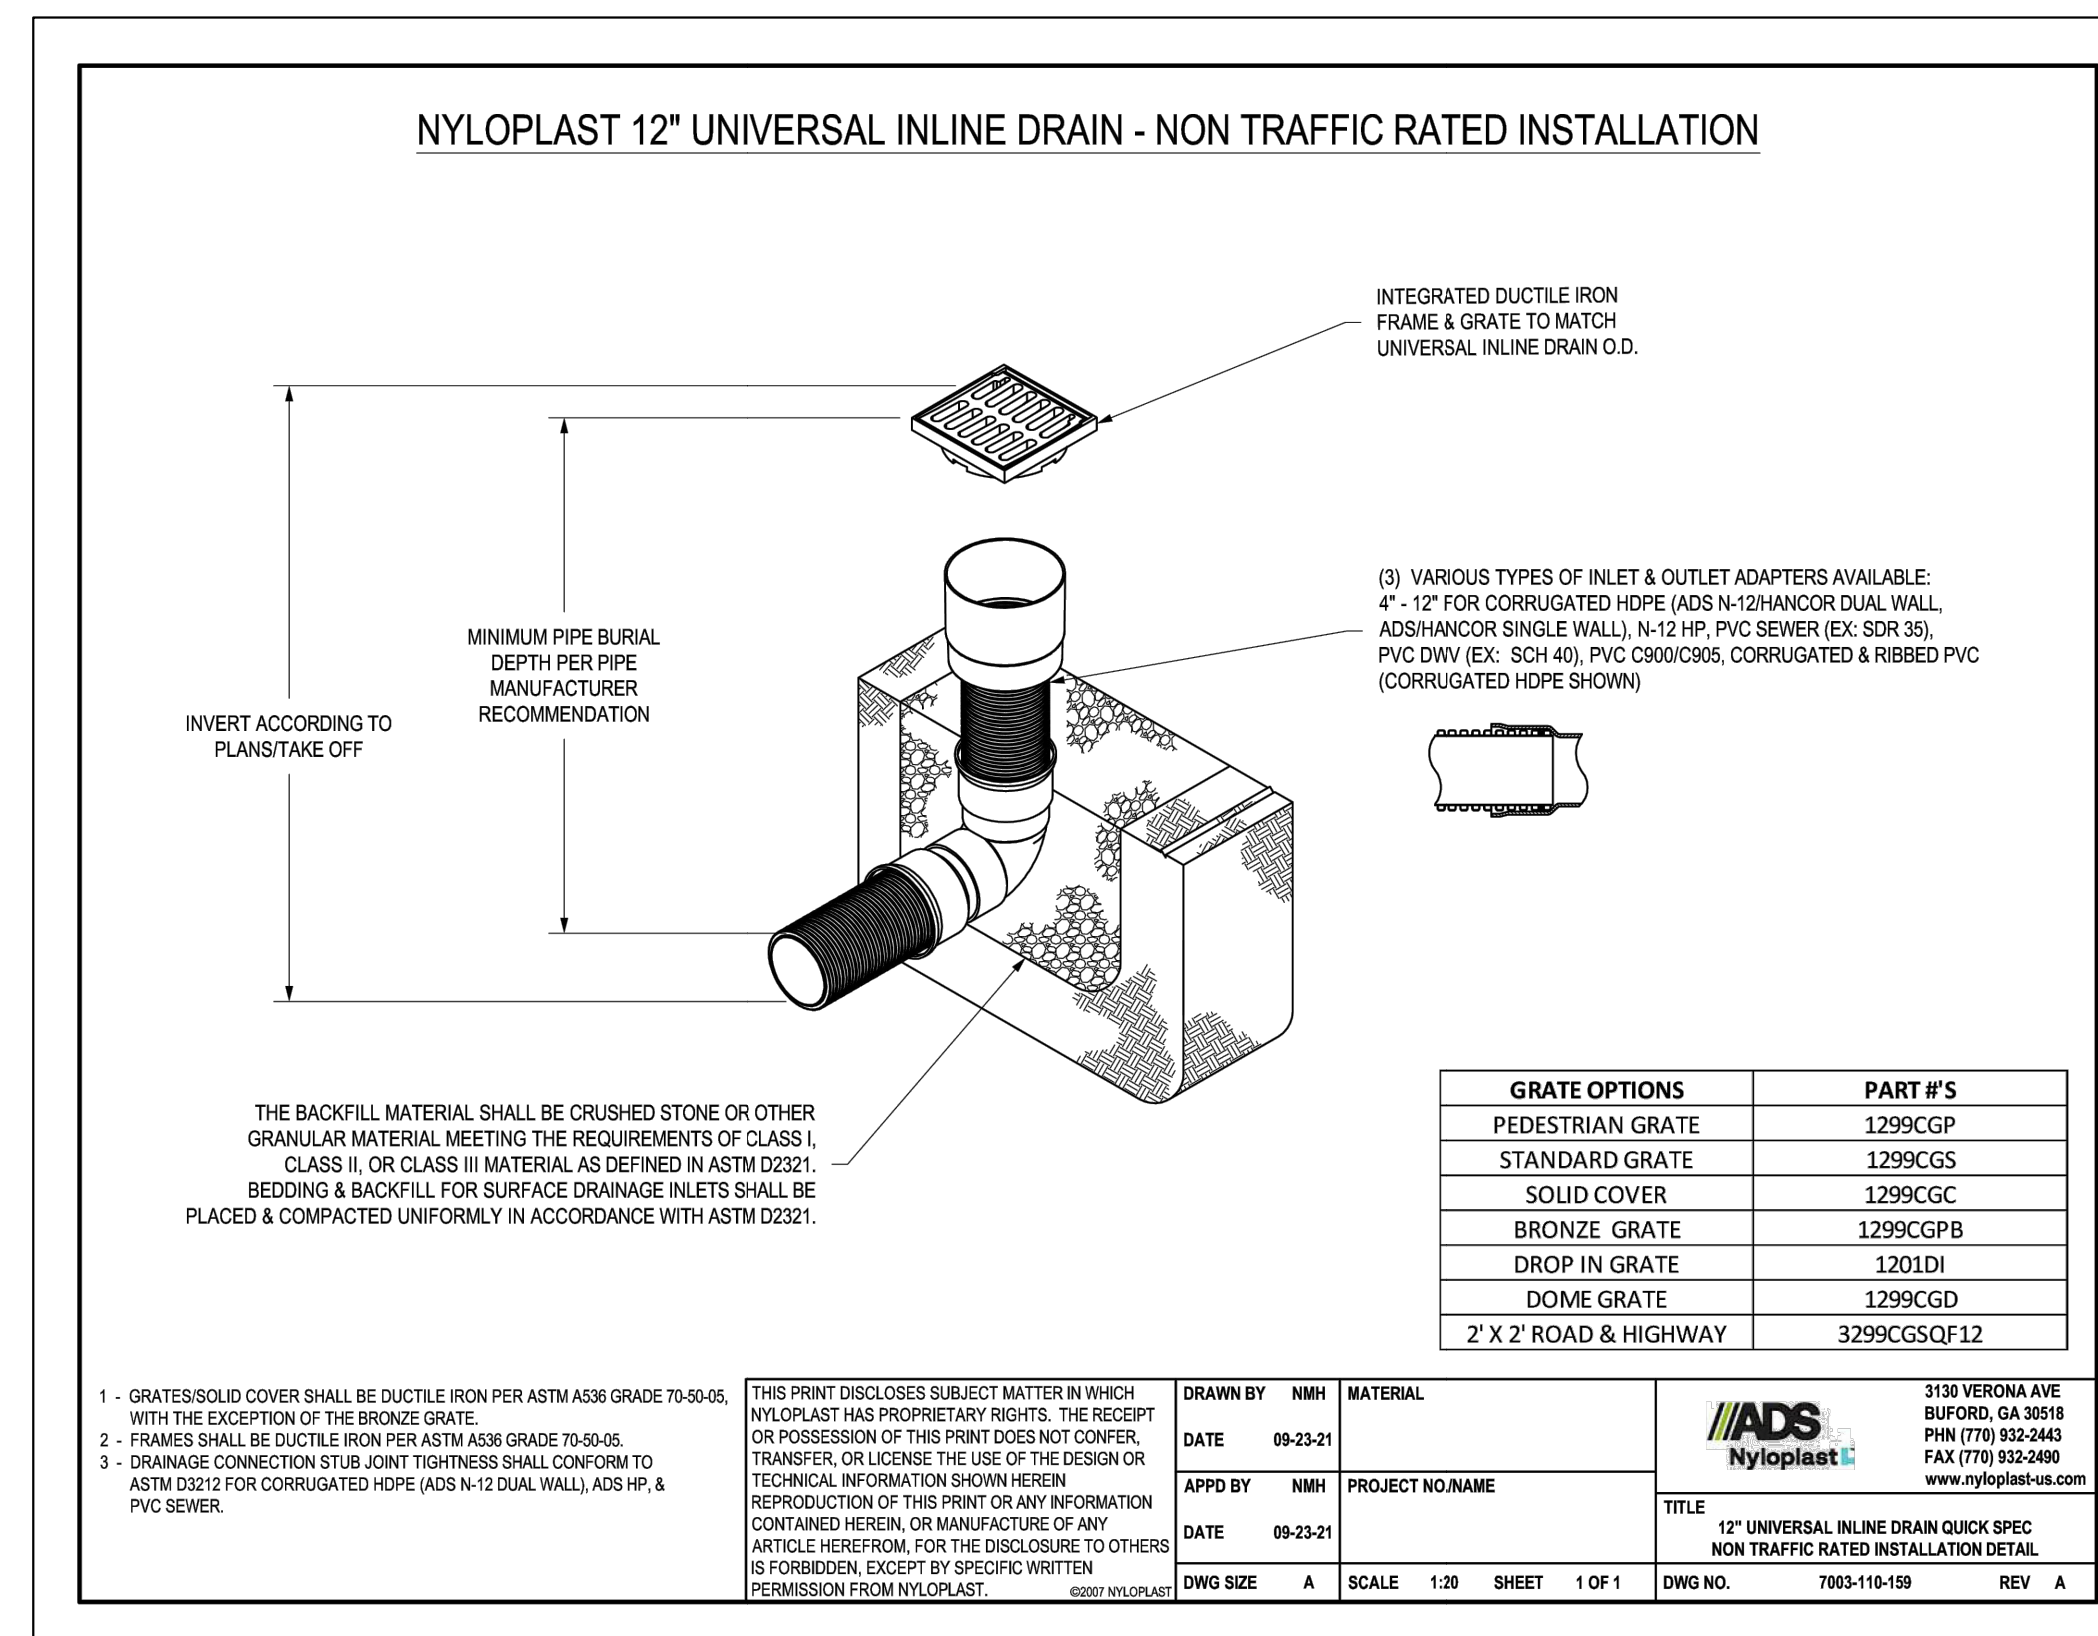 NYLOPLAST 12" UNIVERSAL INLINE DRAIN - NON TRAFFIC RATED INSTALLATION
INTEGRATED DUCTILE IRON
FRAME & GRATE TO MATCH
UNIVERSAL INLINE DRAIN O.D.
(3) VARIOUS TYPES OF INLET & OUTLET ADAPTERS AVAILABLE:
4" - 12" FOR CORRUGATED HDPE (ADS N-12/HANCOR DUAL WALL,
ADS/HANCOR SINGLE WALL), N-12 HP, PVC SEWER (EX: SDR 35),
PVC DWV (EX: SCH 40), PVC C900/C905, CORRUGATED & RIBBED PVC
(CORRUGATED HDPE SHOWN)
MINIMUM PIPE BURIAL
DEPTH PER PIPE
MANUFACTURER
RECOMMENDATION
INVERT ACCORDING TO
PLANS/TAKE OFF
THE BACKFILL MATERIAL SHALL BE CRUSHED STONE OR OTHER
GRANULAR MATERIAL MEETING THE REQUIREMENTS OF CLASS I,
CLASS II, OR CLASS III MATERIAL AS DEFINED IN ASTM D2321.
BEDDING & BACKFILL FOR SURFACE DRAINAGE INLETS SHALL BE
PLACED & COMPACTED UNIFORMLY IN ACCORDANCE WITH ASTM D2321.
GRATE OPTIONS PART #'S
PEDESTRIAN GRATE 1299CGP
STANDARD GRATE 1299CGS
SOLID COVER 1299CGC
BRONZE GRATE 1299CGPB
DROP IN GRATE 1201DI
DOME GRATE 1299CGD
2' X 2' ROAD & HIGHWAY 3299CGSQF12
1 - GRATES/SOLID COVER SHALL BE DUCTILE IRON PER ASTM A536 GRADE 70-50-05,
WITH THE EXCEPTION OF THE BRONZE GRATE.
2 - FRAMES SHALL BE DUCTILE IRON PER ASTM A536 GRADE 70-50-05.
3 - DRAINAGE CONNECTION STUB JOINT TIGHTNESS SHALL CONFORM TO
ASTM D3212 FOR CORRUGATED HDPE (ADS N-12 DUAL WALL), ADS HP, &
PVC SEWER.
THIS PRINT DISCLOSES SUBJECT MATTER IN WHICH
NYLOPLAST HAS PROPRIETARY RIGHTS. THE RECEIPT
OR POSSESSION OF THIS PRINT DOES NOT CONFER,
TRANSFER, OR LICENSE THE USE OF THE DESIGN OR
TECHNICAL INFORMATION SHOWN HEREIN
REPRODUCTION OF THIS PRINT OR ANY INFORMATION
CONTAINED HEREIN, OR MANUFACTURE OF ANY
ARTICLE HEREFROM, FOR THE DISCLOSURE TO OTHERS
IS FORBIDDEN, EXCEPT BY SPECIFIC WRITTEN
PERMISSION FROM NYLOPLAST. ©2007 NYLOPLAST
DRAWN BY NMH
DATE 09-23-21
APPD BY NMH
DATE 09-23-21
DWG SIZE A
MATERIAL
PROJECT NO./NAME
SCALE 1:20 SHEET 1 OF 1
ADS
Nyloplast
3130 VERONA AVE
BUFORD, GA 30518
PHN (770) 932-2443
FAX (770) 932-2490
www.nyloplast-us.com
TITLE
12" UNIVERSAL INLINE DRAIN QUICK SPEC
NON TRAFFIC RATED INSTALLATION DETAIL
DWG NO. 7003-110-159 REV A